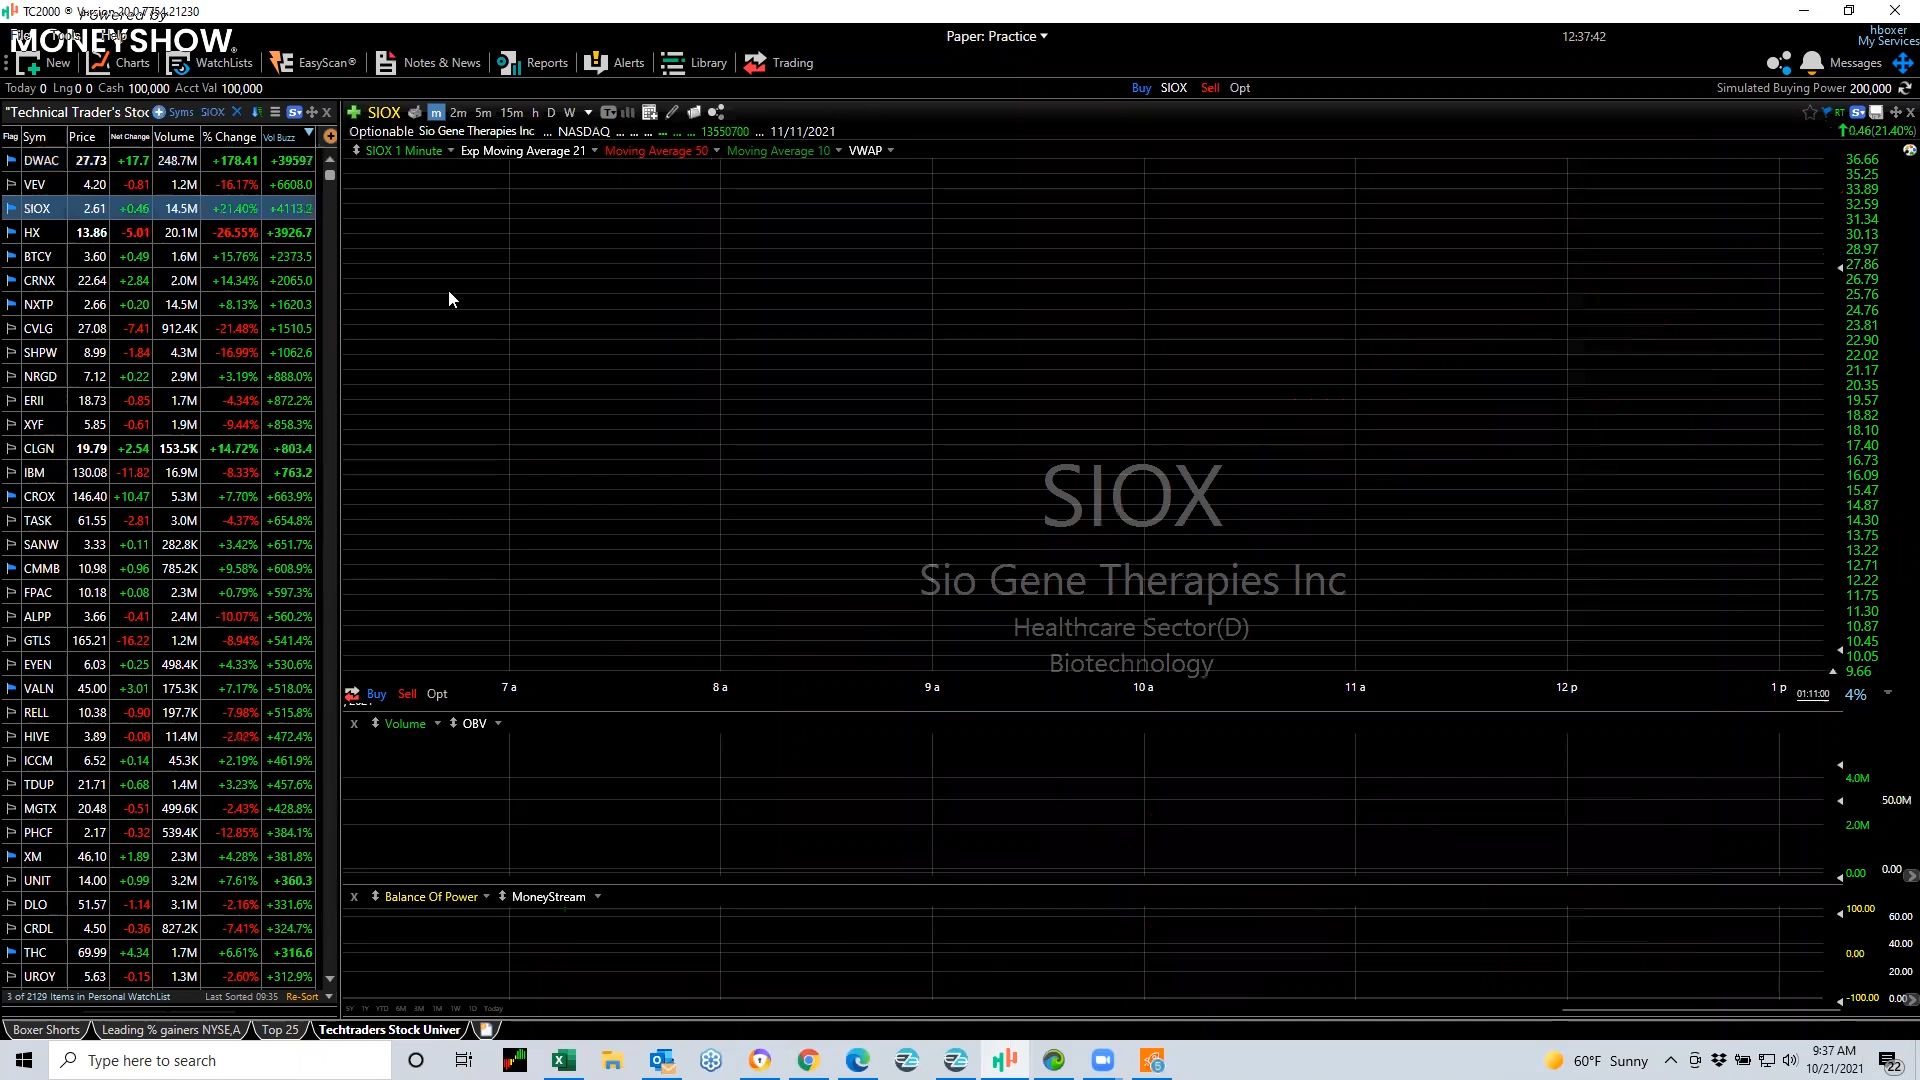 TC2000 ® Version 20.0.7754.21230
Powered by
MONEYSHOW
Paper: Practice
12:37:42
hboxer
My Services
New Charts WatchLists EasyScan® Notes & News Reports Alerts Library Trading Messages
Today 0 Lng 0 0 Cash 100,000 Acct Val 100,000
Buy SIOX Sell Opt
Simulated Buying Power 200,000
"Technical Trader's Stoc Syms SIOX
SIOX m 2m 5m 15m h D W
RT
Optionable Sio Gene Therapies Inc ... NASDAQ ... ... ... ... ... 13550700 ... 11/11/2021
0.46(21.40%)
SIOX 1 Minute Exp Moving Average 21 Moving Average 50 Moving Average 10 VWAP
Flag Sym Price Net Change Volume % Change Vol Buzz
DWAC 27.73 +17.7 248.7M +178.41 +39597
VEV 4.20 -0.81 1.2M -16.17% +6608.0
SIOX 2.61 +0.46 14.5M +21.40% +4113.2
HX 13.86 -5.01 20.1M -26.55% +3926.7
BTCY 3.60 +0.49 1.6M +15.76% +2373.5
CRNX 22.64 +2.84 2.0M +14.34% +2065.0
NXTP 2.66 +0.20 14.5M +8.13% +1620.3
CVLG 27.08 -7.41 912.4K -21.48% +1510.5
SHPW 8.99 -1.84 4.3M -16.99% +1062.6
NRGD 7.12 +0.22 2.9M +3.19% +888.0%
ERII 18.73 -0.85 1.7M -4.34% +872.2%
XYF 5.85 -0.61 1.9M -9.44% +858.3%
CLGN 19.79 +2.54 153.5K +14.72% +803.4
IBM 130.08 -11.82 16.9M -8.33% +763.2
CROX 146.40 +10.47 5.3M +7.70% +663.9%
TASK 61.55 -2.81 3.0M -4.37% +654.8%
SANW 3.33 +0.11 282.8K +3.42% +651.7%
CMMB 10.98 +0.96 785.2K +9.58% +608.9%
FPAC 10.18 +0.08 2.3M +0.79% +597.3%
ALPP 3.66 -0.41 2.4M -10.07% +560.2%
GTLS 165.21 -16.22 1.2M -8.94% +541.4%
EYEN 6.03 +0.25 498.4K +4.33% +530.6%
VALN 45.00 +3.01 175.3K +7.17% +518.0%
RELL 10.38 -0.90 197.7K -7.98% +515.8%
HIVE 3.89 -0.08 11.4M -2.02% +472.4%
ICCM 6.52 +0.14 45.3K +2.19% +461.9%
TDUP 21.71 +0.68 1.4M +3.23% +457.6%
MGTX 20.48 -0.51 499.6K -2.43% +428.8%
PHCF 2.17 -0.32 539.4K -12.85% +384.1%
XM 46.10 +1.89 2.3M +4.28% +381.8%
UNIT 14.00 +0.99 3.2M +7.61% +360.3
DLO 51.57 -1.14 3.1M -2.16% +331.6%
CRDL 4.50 -0.36 827.2K -7.41% +324.7%
THC 69.99 +4.34 1.7M +6.61% +316.6
UROY 5.63 -0.15 1.3M -2.60% +312.9%
3 of 2129 Items in Personal WatchList Last Sorted 09:35 Re-Sort
36.66
35.25
33.89
32.59
31.34
30.13
28.97
27.86
26.79
25.76
24.76
23.81
22.90
22.02
21.17
20.35
19.57
18.82
18.10
17.40
16.73
16.09
15.47
14.87
14.30
13.75
13.22
12.71
12.22
11.75
11.30
10.87
10.45
10.05
9.66
SIOX
Sio Gene Therapies Inc
Healthcare Sector(D)
Biotechnology
Buy Sell Opt
7 a 8 a 9 a 10 a 11 a 12 p 1 p
01:11:00 4%
X Volume OBV
4.0M
50.0M
2.0M
0.00 0.00
X Balance Of Power MoneyStream
100.00 60.00
40.00
0.00
20.00
-100.00 0.00
5Y 1Y YTD 6M 3M 1M 1W 1D Today
Boxer Shorts Leading % gainers NYSE,A Top 25 Techtraders Stock Univer
Type here to search
60°F Sunny
9:37 AM
10/21/2021
22